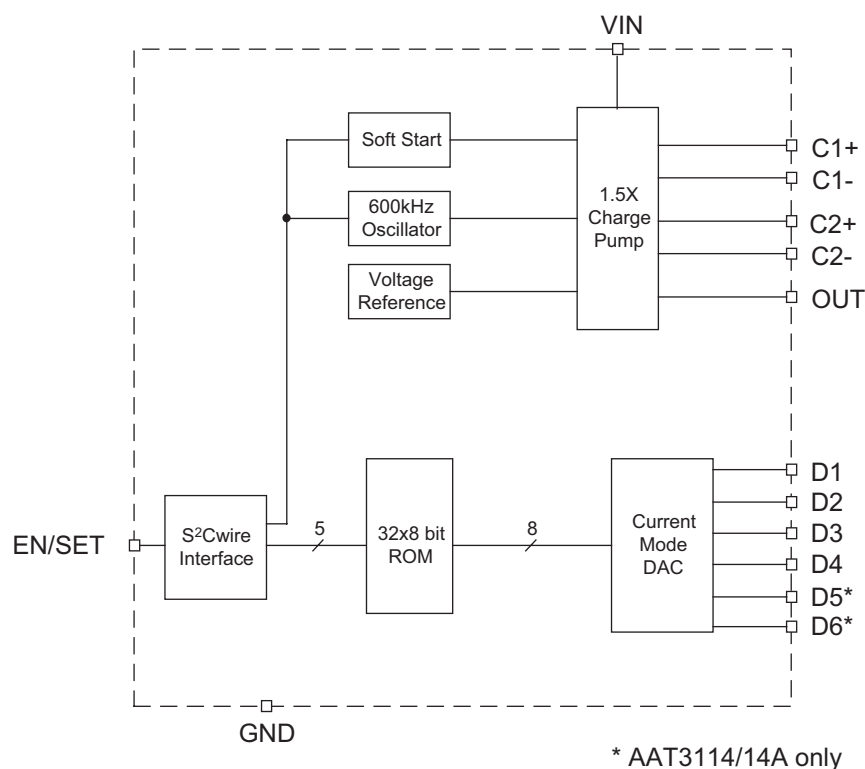 VIN
Soft Start
600kHz
Oscillator
Voltage
Reference
1.5X
Charge
Pump
C1+
C1-
C2+
C2-
OUT
EN/SET
S²Cwire
Interface
5
32x8 bit
ROM
8
Current
Mode
DAC
D1
D2
D3
D4
D5*
D6*
GND
* AAT3114/14A only